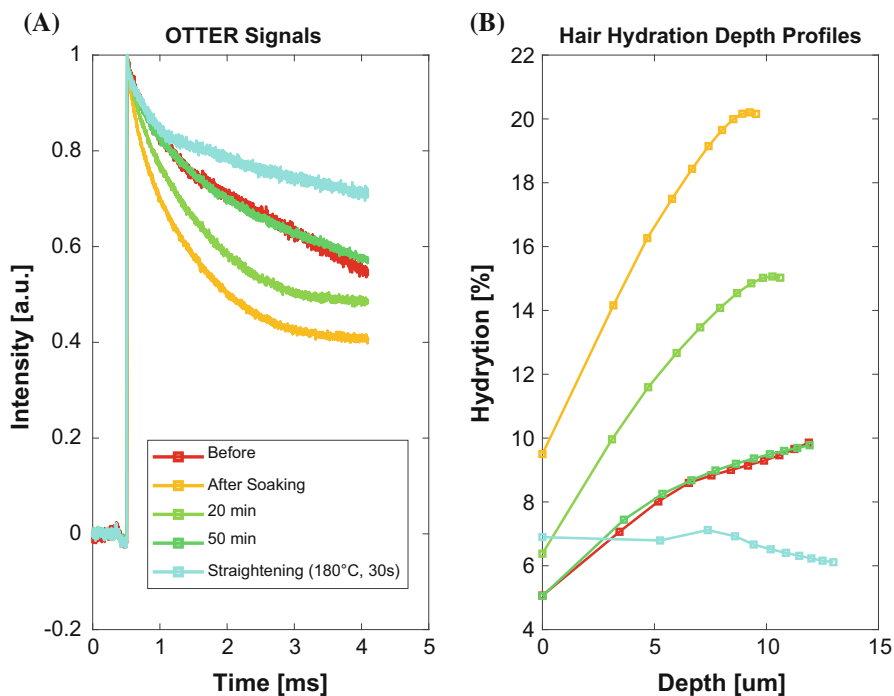 (A)
OTTER Signals
1
0.8
0.6
0.4
0.2
0
-0.2
Intensity [a.u.]
Before
After Soaking
20 min
50 min
Straightening (180°C, 30s)
0 1 2 3 4 5
Time [ms]
(B)
Hair Hydration Depth Profiles
22
20
18
16
14
12
10
8
6
4
Hydrytion [%]
0 5 10 15
Depth [um]